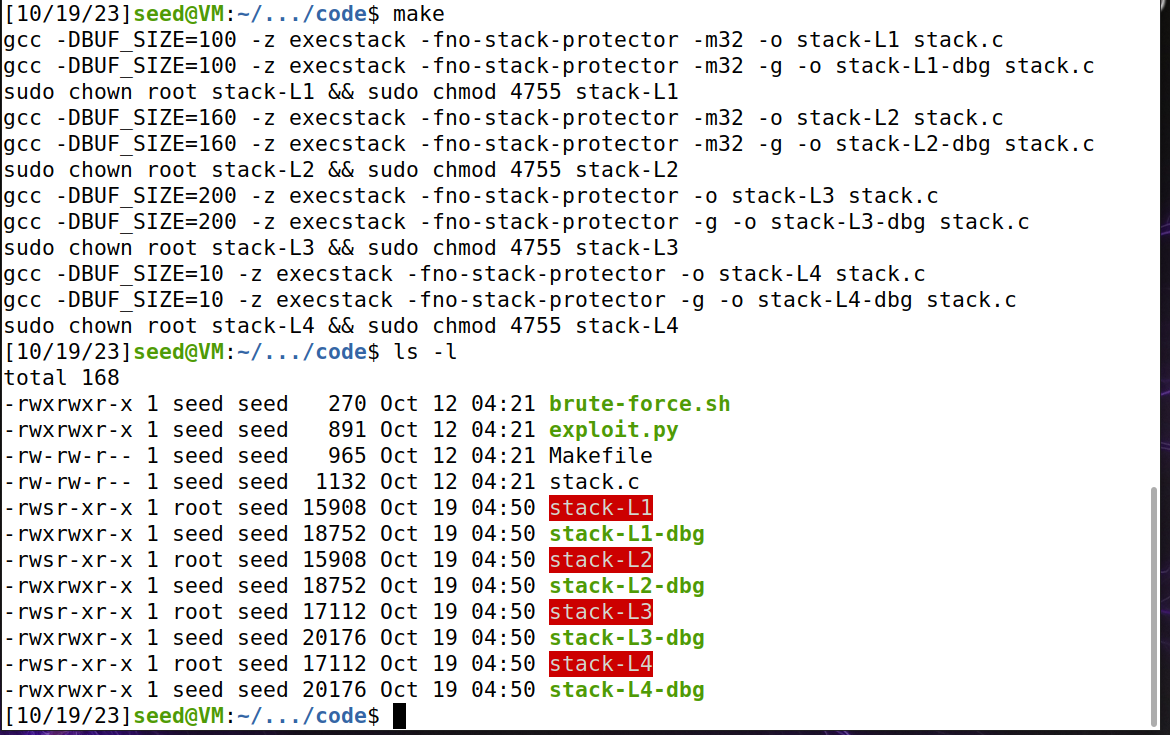 [10/19/23]seed@VM:~/.../code$ make
gcc -DBUF_SIZE=100 -z execstack -fno-stack-protector -m32 -o stack-L1 stack.c
gcc -DBUF_SIZE=100 -z execstack -fno-stack-protector -m32 -g -o stack-L1-dbg stack.c
sudo chown root stack-L1 && sudo chmod 4755 stack-L1
gcc -DBUF_SIZE=160 -z execstack -fno-stack-protector -m32 -o stack-L2 stack.c
gcc -DBUF_SIZE=160 -z execstack -fno-stack-protector -m32 -g -o stack-L2-dbg stack.c
sudo chown root stack-L2 && sudo chmod 4755 stack-L2
gcc -DBUF_SIZE=200 -z execstack -fno-stack-protector -o stack-L3 stack.c
gcc -DBUF_SIZE=200 -z execstack -fno-stack-protector -g -o stack-L3-dbg stack.c
sudo chown root stack-L3 && sudo chmod 4755 stack-L3
gcc -DBUF_SIZE=10 -z execstack -fno-stack-protector -o stack-L4 stack.c
gcc -DBUF_SIZE=10 -z execstack -fno-stack-protector -g -o stack-L4-dbg stack.c
sudo chown root stack-L4 && sudo chmod 4755 stack-L4
[10/19/23]seed@VM:~/.../code$ ls -l
total 168
-rwxrwxr-x 1 seed seed   270 Oct 12 04:21 brute-force.sh
-rwxrwxr-x 1 seed seed   891 Oct 12 04:21 exploit.py
-rw-rw-r-- 1 seed seed   965 Oct 12 04:21 Makefile
-rw-rw-r-- 1 seed seed  1132 Oct 12 04:21 stack.c
-rwsr-xr-x 1 root seed 15908 Oct 19 04:50 stack-L1
-rwxrwxr-x 1 seed seed 18752 Oct 19 04:50 stack-L1-dbg
-rwsr-xr-x 1 root seed 15908 Oct 19 04:50 stack-L2
-rwxrwxr-x 1 seed seed 18752 Oct 19 04:50 stack-L2-dbg
-rwsr-xr-x 1 root seed 17112 Oct 19 04:50 stack-L3
-rwxrwxr-x 1 seed seed 20176 Oct 19 04:50 stack-L3-dbg
-rwsr-xr-x 1 root seed 17112 Oct 19 04:50 stack-L4
-rwxrwxr-x 1 seed seed 20176 Oct 19 04:50 stack-L4-dbg
[10/19/23]seed@VM:~/.../code$